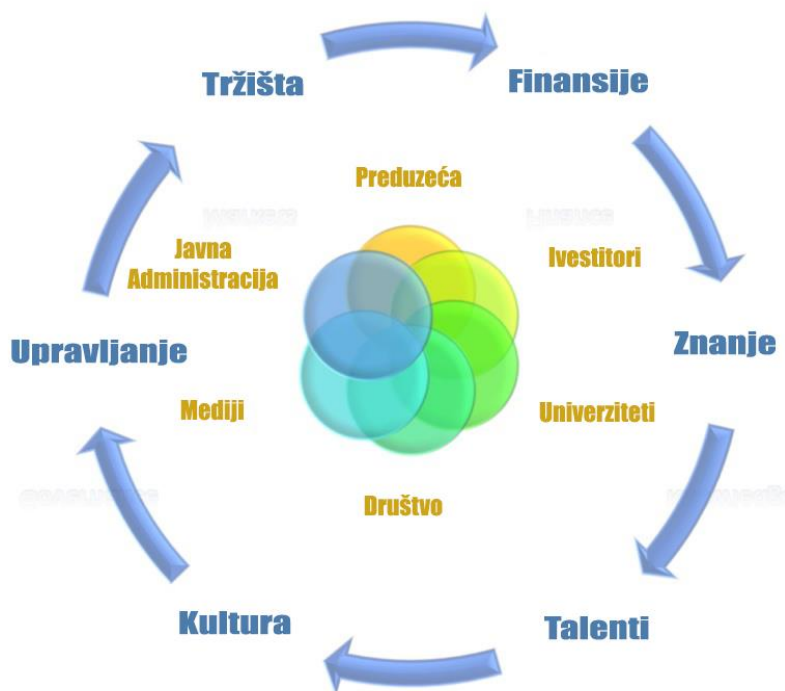 Tržišta
Finansije
Preduzeća
Javna
Administracija
Ivestitori
Upravljanje
Znanje
Mediji
Univerziteti
Društvo
Kultura
Talenti